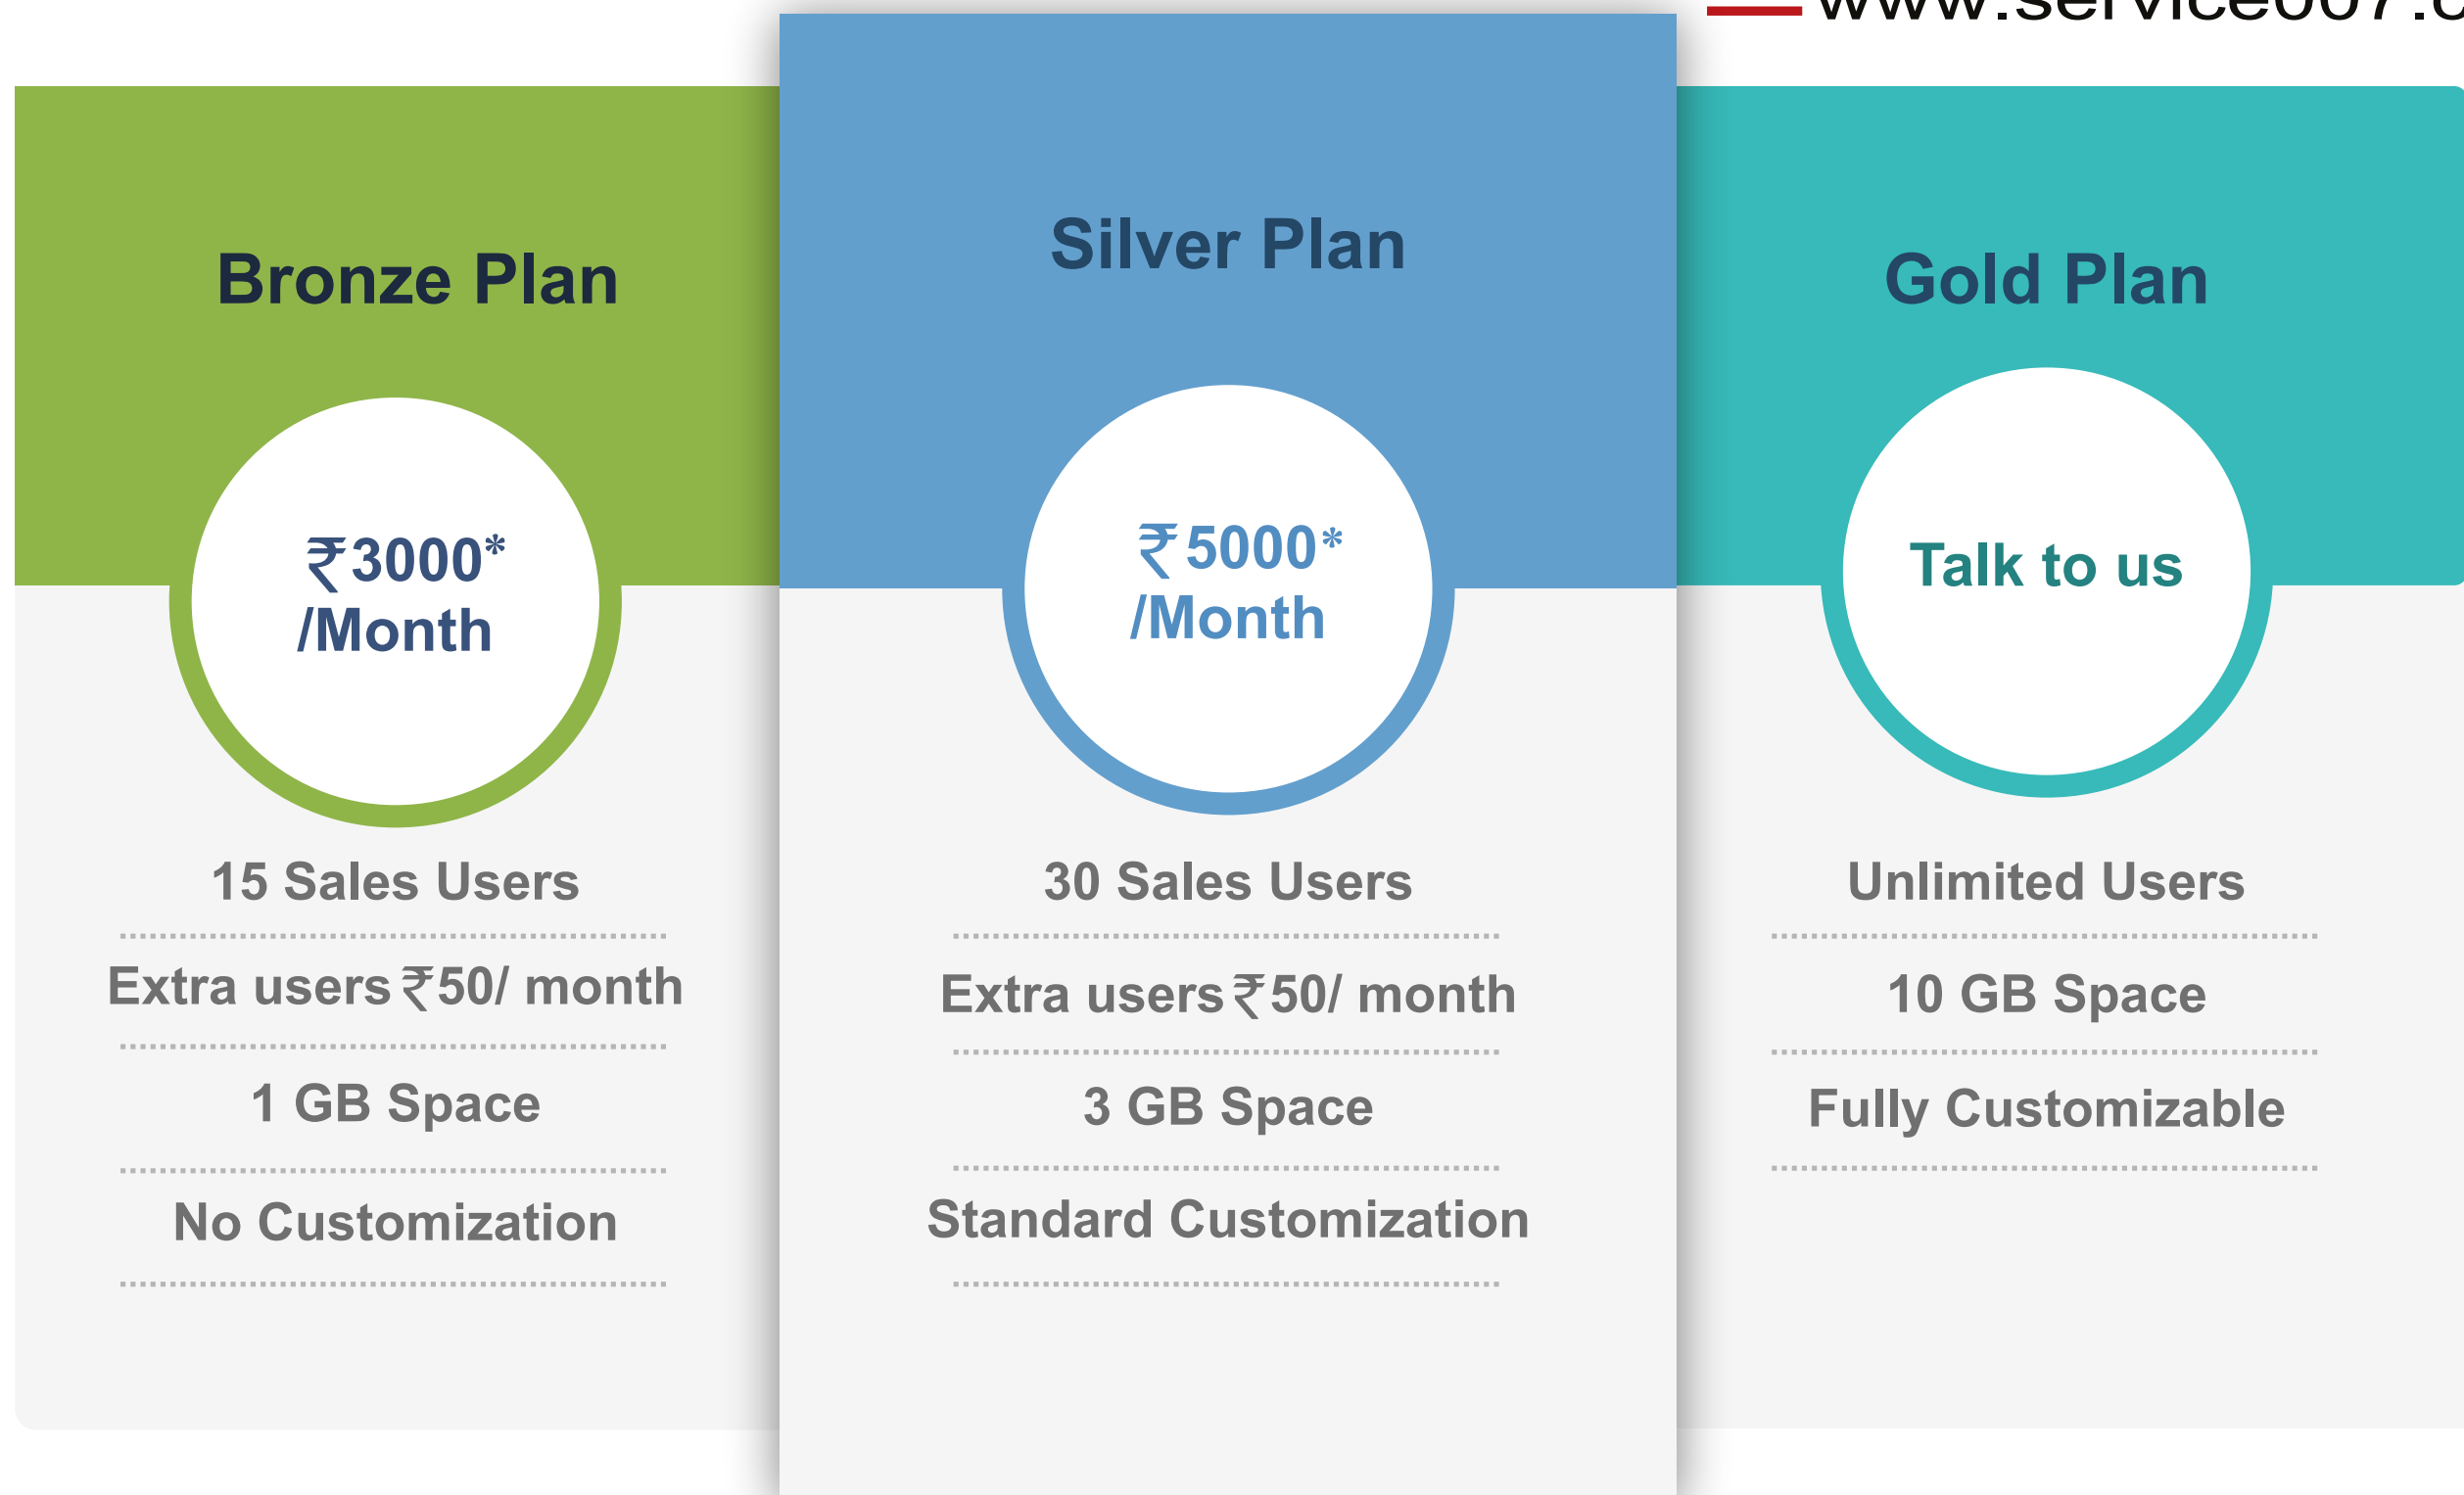 www.service007.c
Bronze Plan
₹3000*
/Month
15 Sales Users
Extra users₹50/ month
1 GB Space
No Customization
Silver Plan
₹5000*
/Month
30 Sales Users
Extra users₹50/ month
3 GB Space
Standard Customization
Gold Plan
Talk to us
Unlimited Users
10 GB Space
Fully Customizable